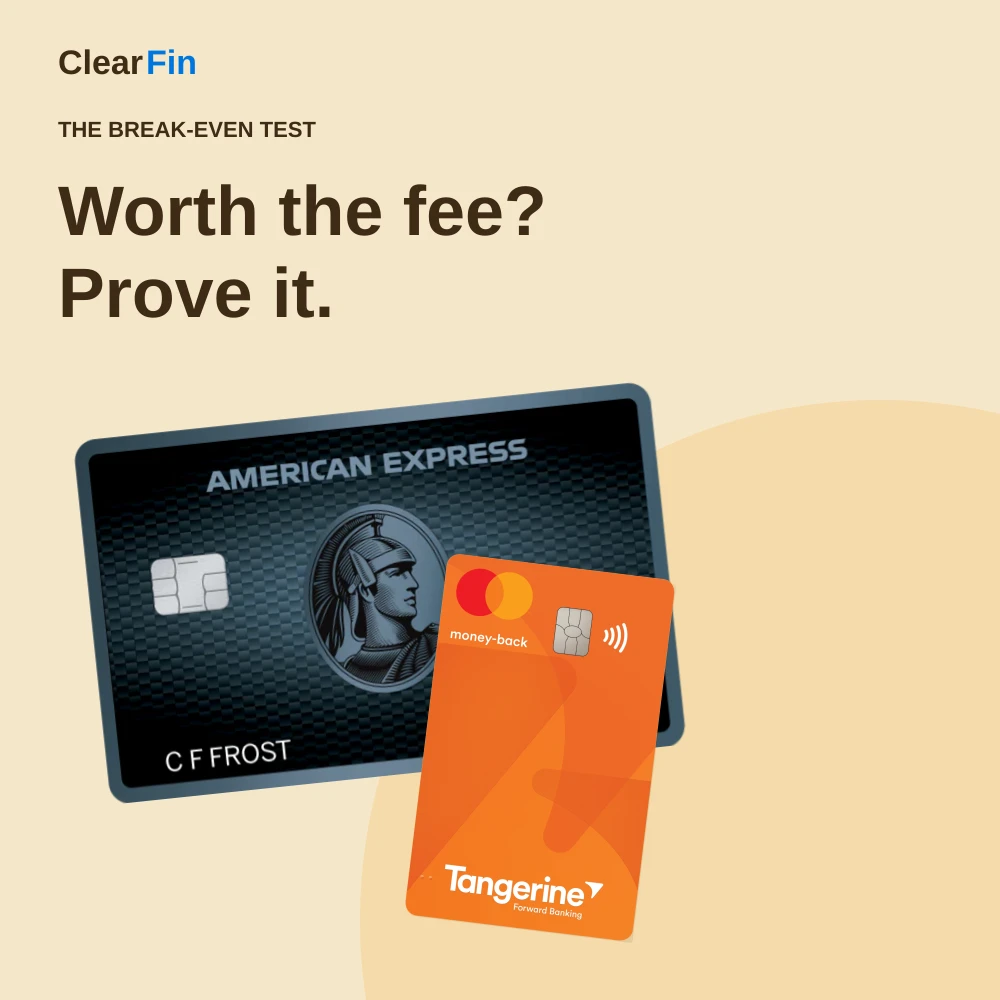 ClearFin
THE BREAK-EVEN TEST
Worth the fee?
Prove it.
AMERICAN EXPRESS
C F FROST
money-back
Tangerine
Forward Banking